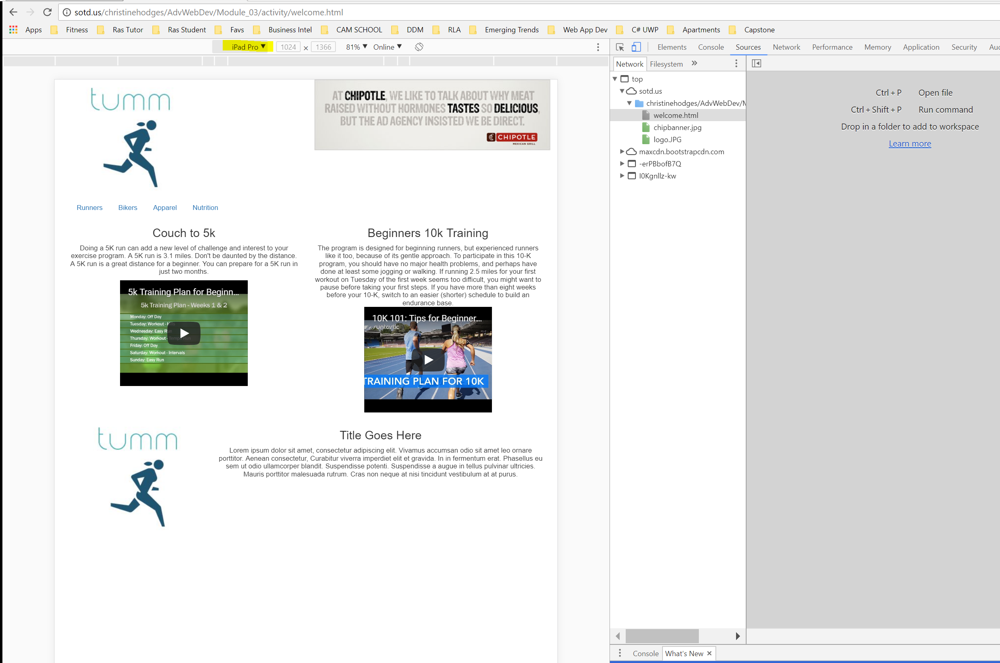 sotd.us/christinehodges/AdvWebDev/Module_03/activity/welcome.html
Apps Fitness Ras Tutor Ras Student Favs Business Intel CAM SCHOOL DDM RLA Emerging Trends Web App Dev C# UWP Apartments Capstone
iPad Pro ▼ 1024 × 1366 81% ▼ Online ▼
Elements Console Sources Network Performance Memory Application Security
Network Filesystem »
top
sotd.us
christinehodges/AdvWebDev/M
welcome.html
chipbanner.jpg
logo.JPG
maxcdn.bootstrapcdn.com
-erPBbofB7Q
Ctrl + P Open file
Ctrl + Shift + P Run command
Drop in a folder to add to workspace
Learn more
tumm
AT CHIPOTLE, WE LIKE TO TALK ABOUT WHY MEAT
RAISED WITHOUT HORMONES TASTES SO DELICIOUS,
BUT THE AD AGENCY INSISTED WE BE DIRECT.
CHIPOTLE
MEXICAN GRILL
Runners Bikers Apparel Nutrition
Couch to 5k
Doing a 5K run can add a new level of challenge and interest to your
exercise program. A 5K run is 3.1 miles. Don't be daunted by the distance.
A 5K run is a great distance for a beginner. You can prepare for a 5K run in
just two months.
5k Training Plan for Beginn...
5k Training Plan - Weeks 1 & 2
Monday: Off Day
Tuesday: Workout - Hills
Wednesday: Easy Run
Thursday: Workout - Tempo Run
Friday: Off Day
Saturday: Workout - Intervals
Sunday: Easy Run
Beginners 10k Training
The program is designed for beginning runners, but experienced runners
like it too, because of its gentle approach. To participate in this 10-K
program, you should have no major health problems, and perhaps have
done at least some jogging or walking. If running 2.5 miles for your first
workout on Tuesday of the first week seems too difficult, you might want to
pause before taking your first steps. If you have more than eight weeks
before your 10-K, switch to an easier (shorter) schedule to build an
endurance base.
10K 101: Tips for Beginner...
runtastic
TRAINING PLAN FOR 10K
tumm
Title Goes Here
Lorem ipsum dolor sit amet, consectetur adipiscing elit. Vivamus accumsan odio sit amet leo ornare
porttitor. Aenean consectetur, Curabitur viverra imperdiet elit et gravida. In in fermentum erat. Phasellus eu
sem ut odio ullamcorper blandit. Suspendisse potenti. Suspendisse a augue in tellus pulvinar ultricies.
Mauris porttitor malesuada rutrum. Cras non neque at nisi tincidunt vestibulum at at purus.
Console What's New ×